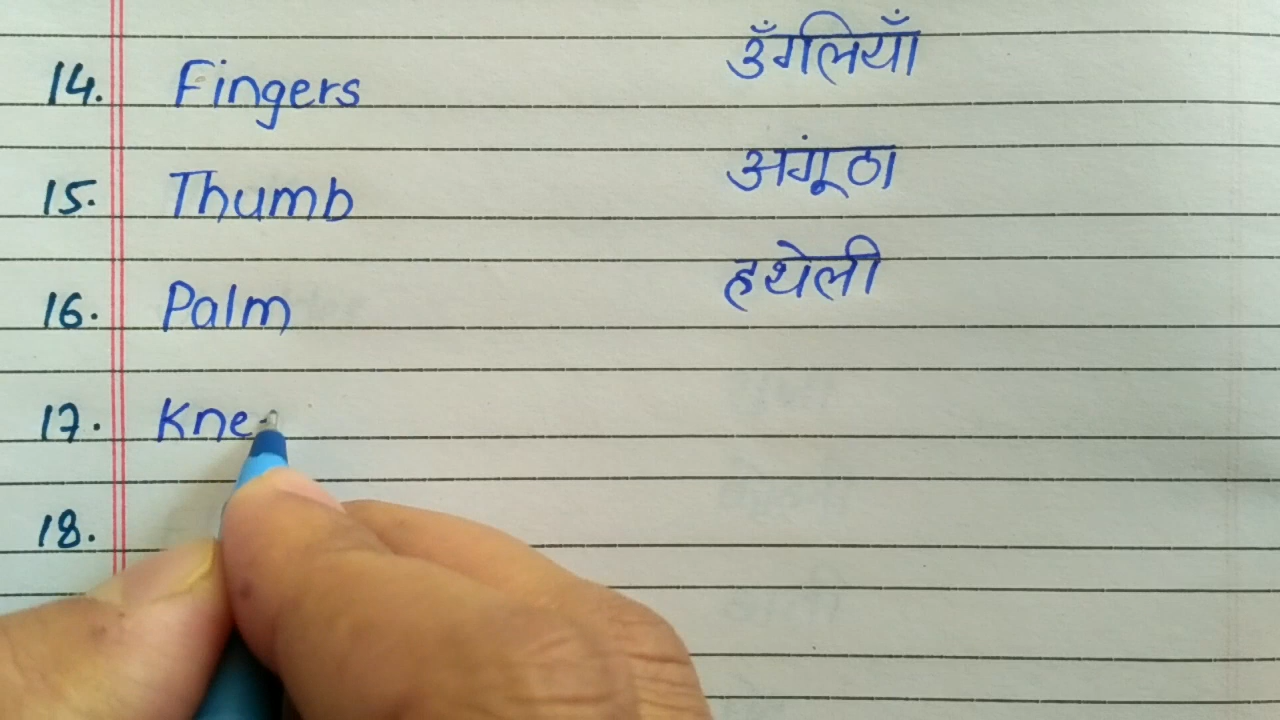 14. Fingers उँगलियाँ
15. Thumb अंगूठा
16. Palm हथेली
17. Kne
18.